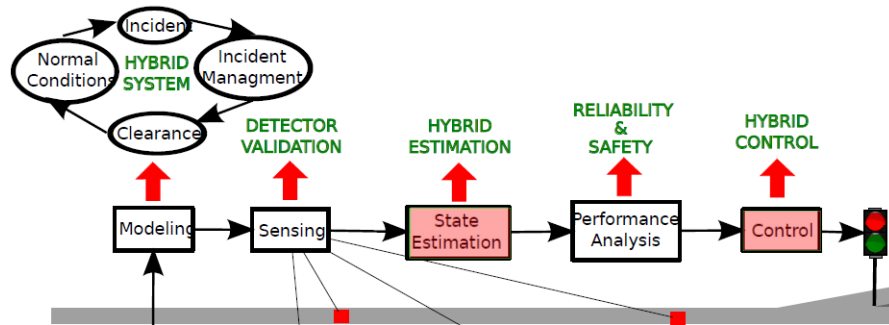 Incident
Normal
Conditions
HYBRID
SYSTEM
Incident
Managment
Clearance
DETECTOR
VALIDATION
HYBRID
ESTIMATION
RELIABILITY
&
SAFETY
HYBRID
CONTROL
Modeling
Sensing
State
Estimation
Performance
Analysis
Control